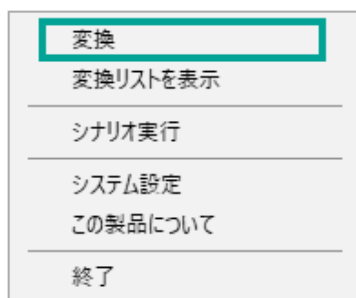 変換
変換リストを表示
シナリオ実行
システム設定
この製品について
終了